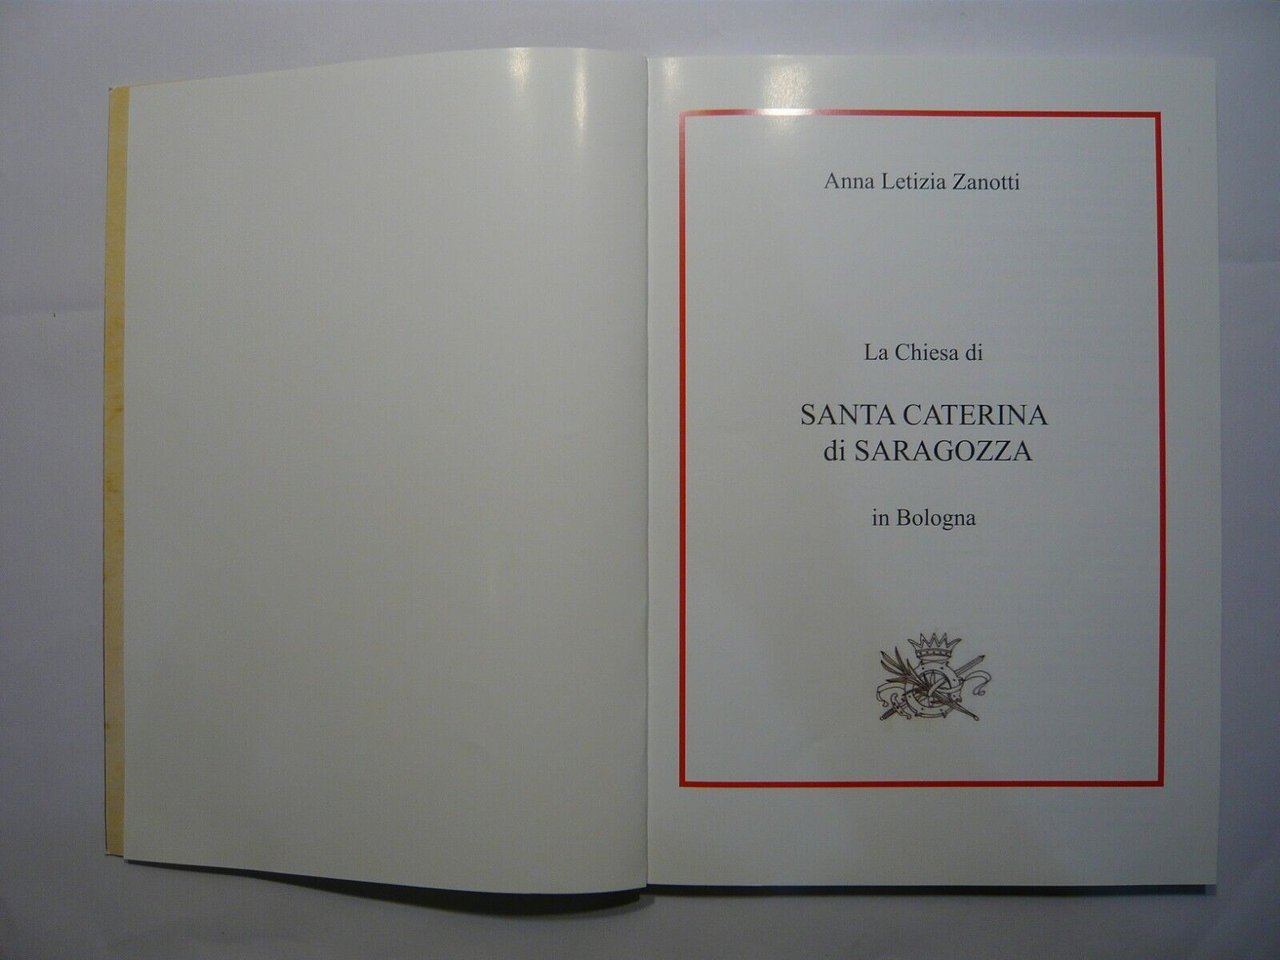 Anna Letizia Zanotti
La Chiesa di
SANTA CATERINA
di SARAGOZZA
in Bologna